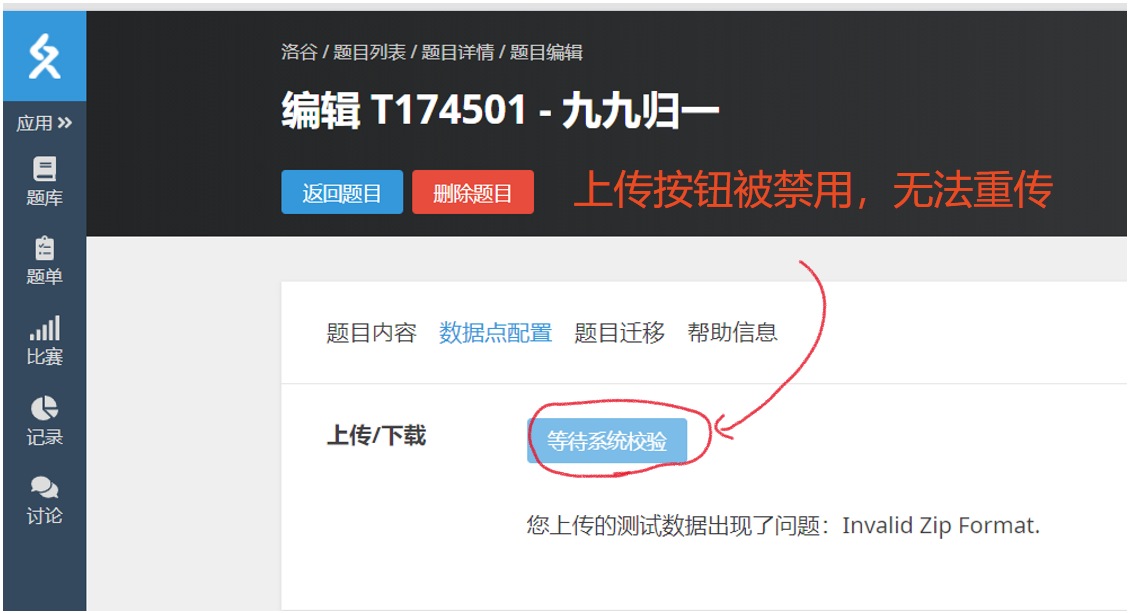 洛谷 / 题目列表 / 题目详情 / 题目编辑
编辑 T174501 - 九九归一
应用 »
返回题目 删除题目 上传按钮被禁用，无法重传
题库
题单
比赛
记录
讨论
题目内容 数据点配置 题目迁移 帮助信息
上传/下载 等待系统校验
您上传的测试数据出现了问题：Invalid Zip Format.